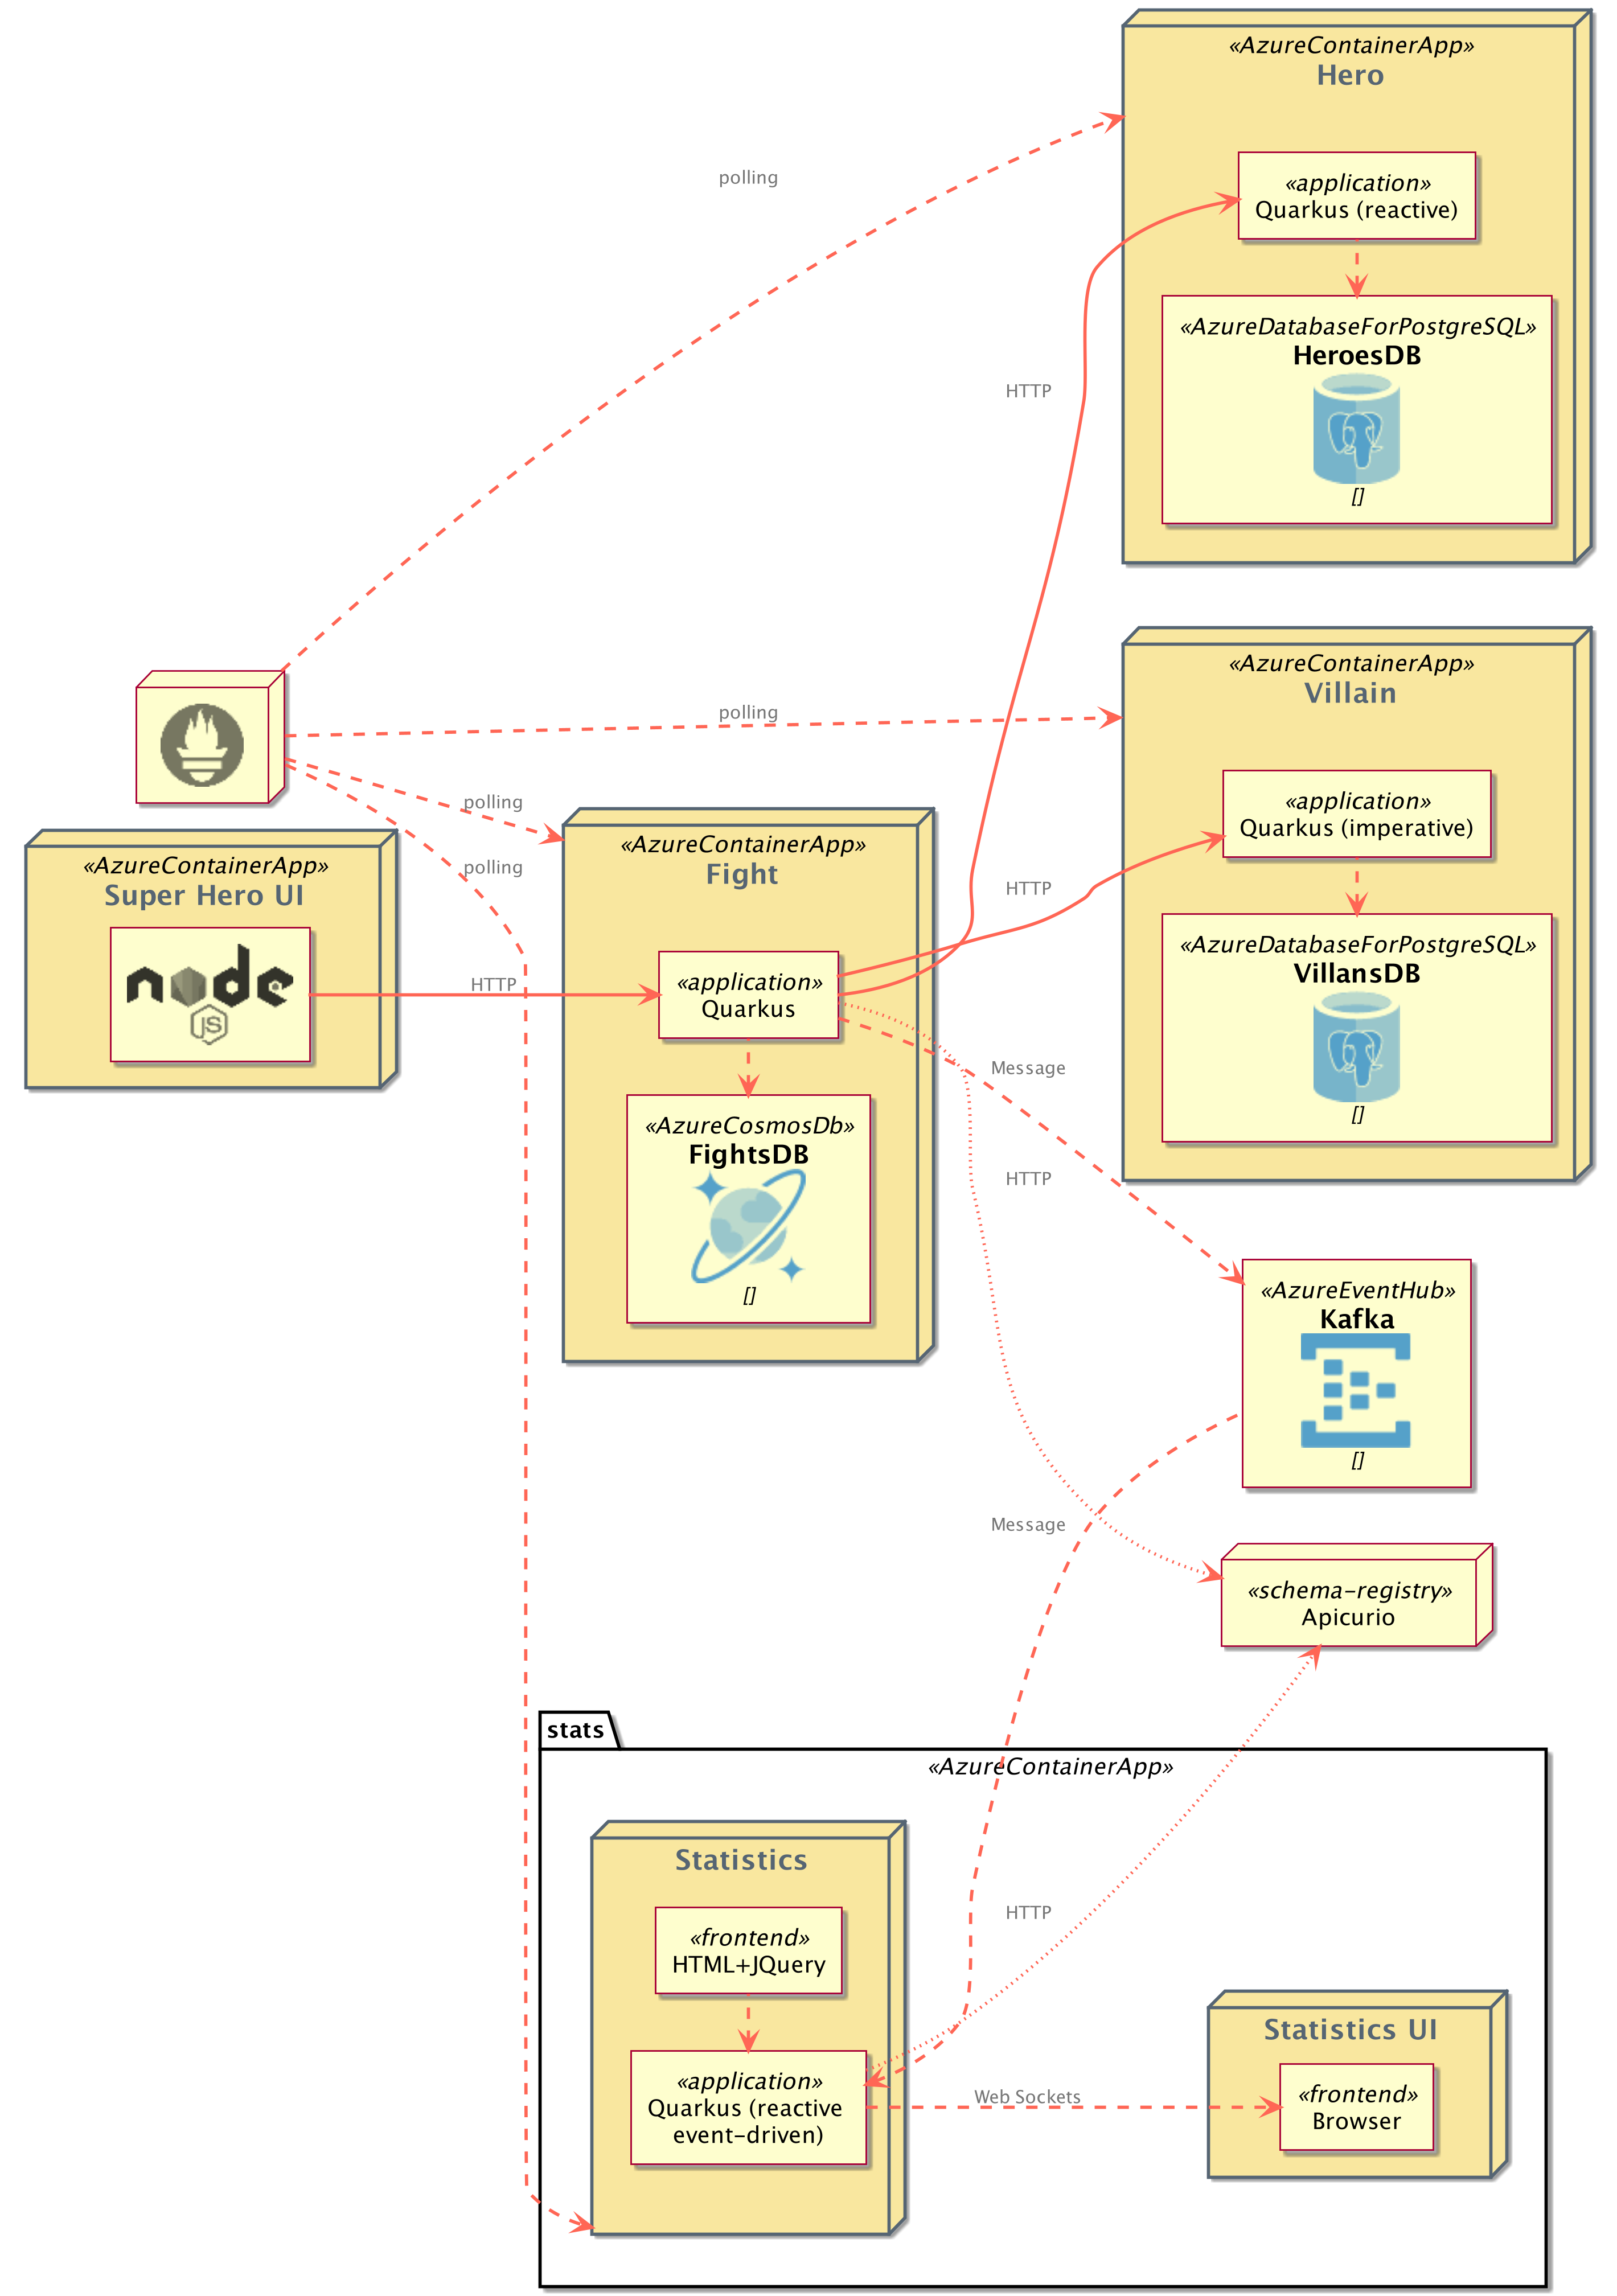 «AzureContainerApp»
Hero
polling
«application»
Quarkus (reactive)
HTTP
«AzureDatabaseForPostgreSQL»
HeroesDB
[]
«AzureContainerApp»
Villain
polling
«application»
Quarkus (imperative)
HTTP
«AzureDatabaseForPostgreSQL»
VillansDB
[]
polling
polling
«AzureContainerApp»
Super Hero UI
node
JS
HTTP
«AzureContainerApp»
Fight
«application»
Quarkus
«AzureCosmosDb»
FightsDB
[]
Message
HTTP
«AzureEventHub»
Kafka
[]
Message
«schema-registry»
Apicurio
stats
«AzureContainerApp»
Statistics
«frontend»
HTML+JQuery
HTTP
«application»
Quarkus (reactive
event-driven)
Web Sockets
Statistics UI
«frontend»
Browser